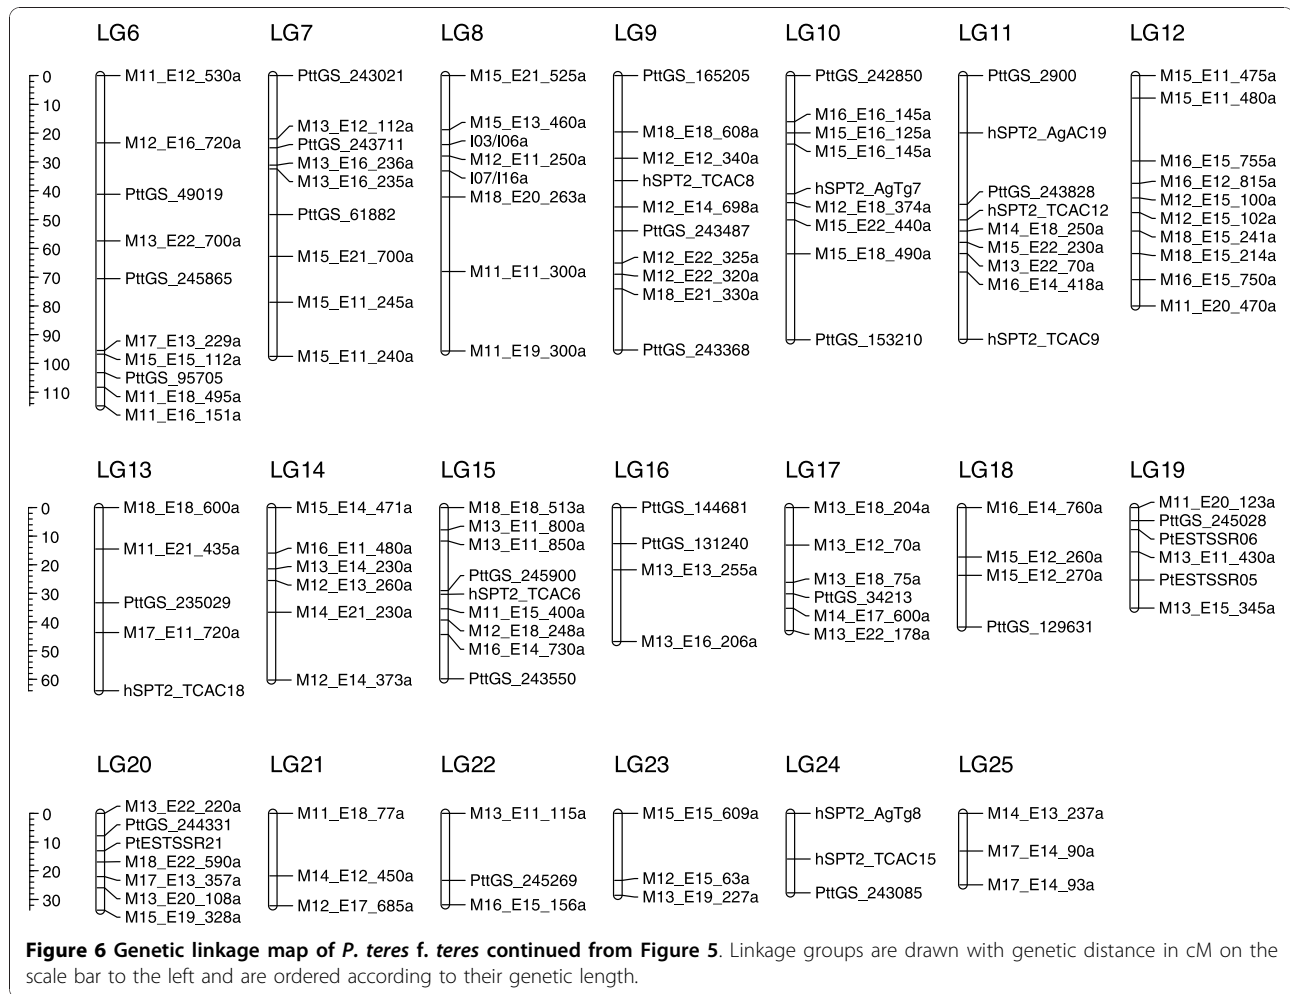 LG6 LG7 LG8 LG9 LG10 LG11 LG12
0
10
20
30
40
50
60
70
80
90
100
110
M11_E12_530a
M12_E16_720a
PttGS_49019
M13_E22_700a
PttGS_245865
M17_E13_229a
M15_E15_112a
PttGS_95705
M11_E18_495a
M11_E16_151a
PttGS_243021
M13_E12_112a
PttGS_243711
M13_E16_236a
M13_E16_235a
PttGS_61882
M15_E21_700a
M15_E11_245a
M15_E11_240a
M15_E21_525a
M15_E13_460a
I03/I06a
M12_E11_250a
I07/I16a
M18_E20_263a
M11_E11_300a
M11_E19_300a
PttGS_165205
M18_E18_608a
M12_E12_340a
hSPT2_TCAC8
M12_E14_698a
PttGS_243487
M12_E22_325a
M12_E22_320a
M18_E21_330a
PttGS_243368
PttGS_242850
M16_E16_145a
M15_E16_125a
M15_E16_145a
hSPT2_AgTg7
M12_E18_374a
M15_E22_440a
M15_E18_490a
PttGS_153210
PttGS_2900
hSPT2_AgAC19
PttGS_243828
hSPT2_TCAC12
M14_E18_250a
M15_E22_230a
M13_E22_70a
M16_E14_418a
hSPT2_TCAC9
M15_E11_475a
M15_E11_480a
M16_E15_755a
M16_E12_815a
M12_E15_100a
M12_E15_102a
M18_E15_241a
M18_E15_214a
M16_E15_750a
M11_E20_470a
LG13 LG14 LG15 LG16 LG17 LG18 LG19
0
10
20
30
40
50
60
M18_E18_600a
M11_E21_435a
PttGS_235029
M17_E11_720a
hSPT2_TCAC18
M15_E14_471a
M16_E11_480a
M13_E14_230a
M12_E13_260a
M14_E21_230a
M12_E14_373a
M18_E18_513a
M13_E11_800a
M13_E11_850a
PttGS_245900
hSPT2_TCAC6
M11_E15_400a
M12_E18_248a
M16_E14_730a
PttGS_243550
PttGS_144681
PttGS_131240
M13_E13_255a
M13_E16_206a
M13_E18_204a
M13_E12_70a
M13_E18_75a
PttGS_34213
M14_E17_600a
M13_E22_178a
M16_E14_760a
M15_E12_260a
M15_E12_270a
PttGS_129631
M11_E20_123a
PttGS_245028
PtESTSSR06
M13_E11_430a
PtESTSSR05
M13_E15_345a
LG20 LG21 LG22 LG23 LG24 LG25
0
10
20
30
M13_E22_220a
PttGS_244331
PtESTSSR21
M18_E22_590a
M17_E13_357a
M13_E20_108a
M15_E19_328a
M11_E18_77a
M14_E12_450a
M12_E17_685a
M13_E11_115a
PttGS_245269
M16_E15_156a
M15_E15_609a
M12_E15_63a
M13_E19_227a
hSPT2_AgTg8
hSPT2_TCAC15
PttGS_243085
M14_E13_237a
M17_E14_90a
M17_E14_93a
Figure 6 Genetic linkage map of P. teres f. teres continued from Figure 5. Linkage groups are drawn with genetic distance in cM on the
scale bar to the left and are ordered according to their genetic length.